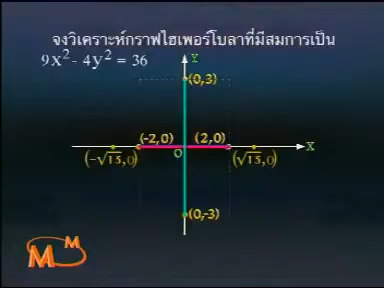 จงวิเคราะห์กราฟไฮเพอร์โบลาที่มีสมการเป็น
9x² - 4y² = 36
Y
(0,3)
(-2,0) (2,0)
O X
(-√13,0) (√13,0)
(0,-3)
M M